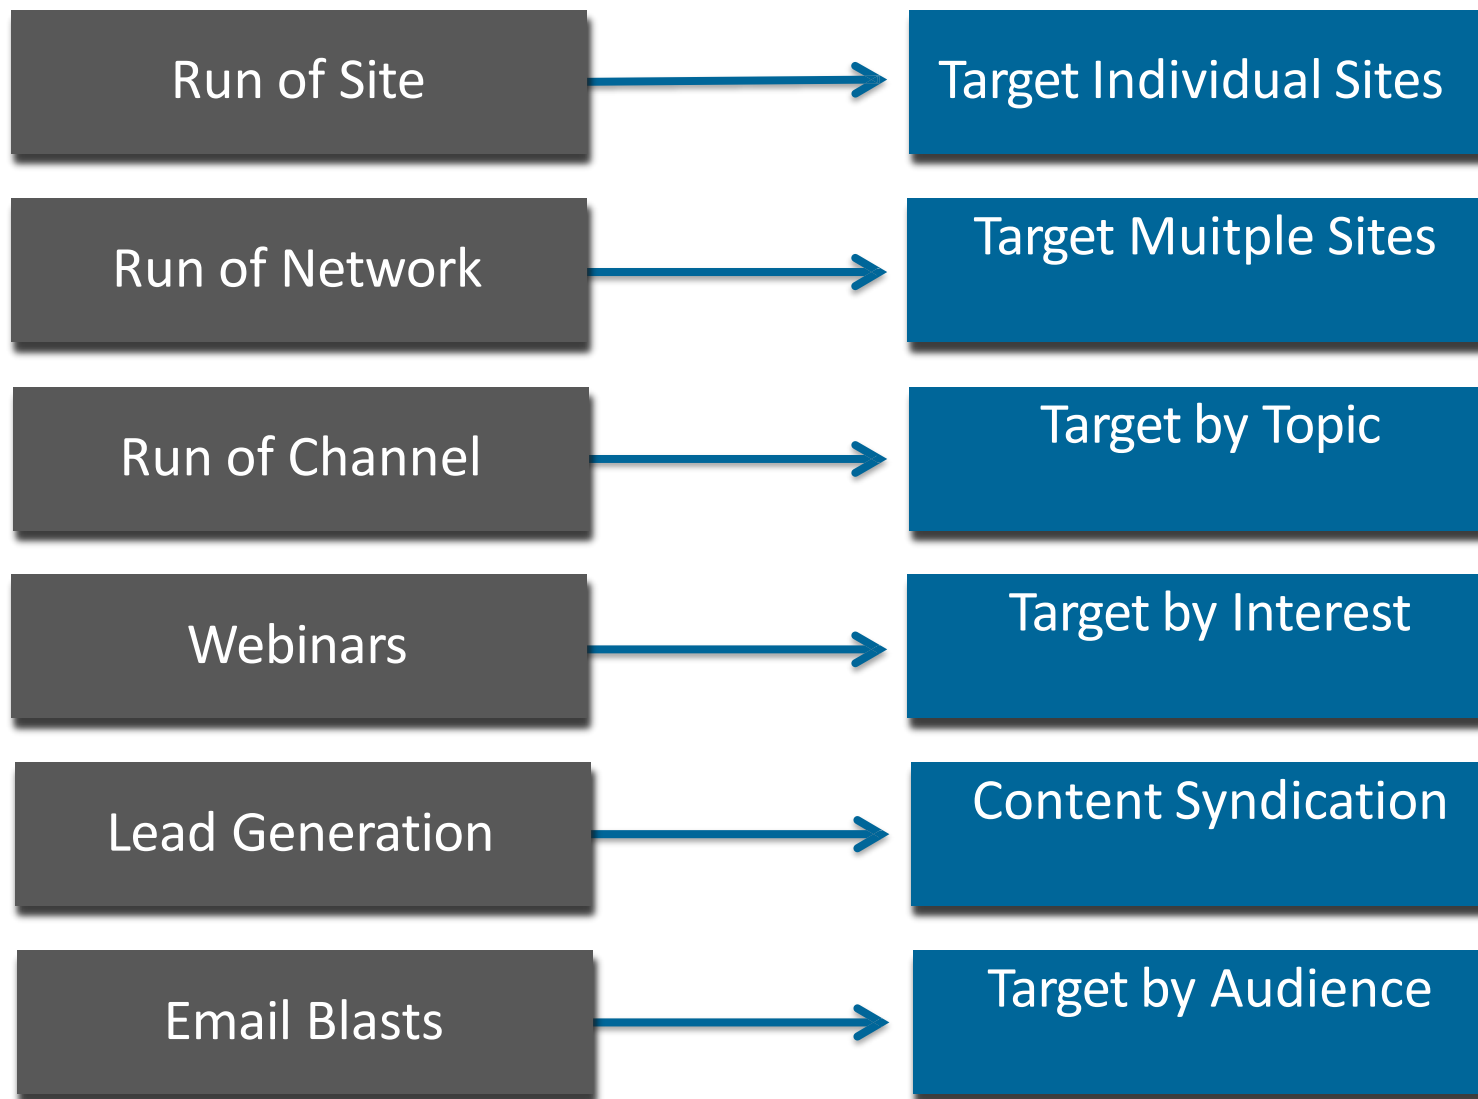 Run of Site
Target Individual Sites
Run of Network
Target Muitple Sites
Run of Channel
Target by Topic
Webinars
Target by Interest
Lead Generation
Content Syndication
Email Blasts
Target by Audience